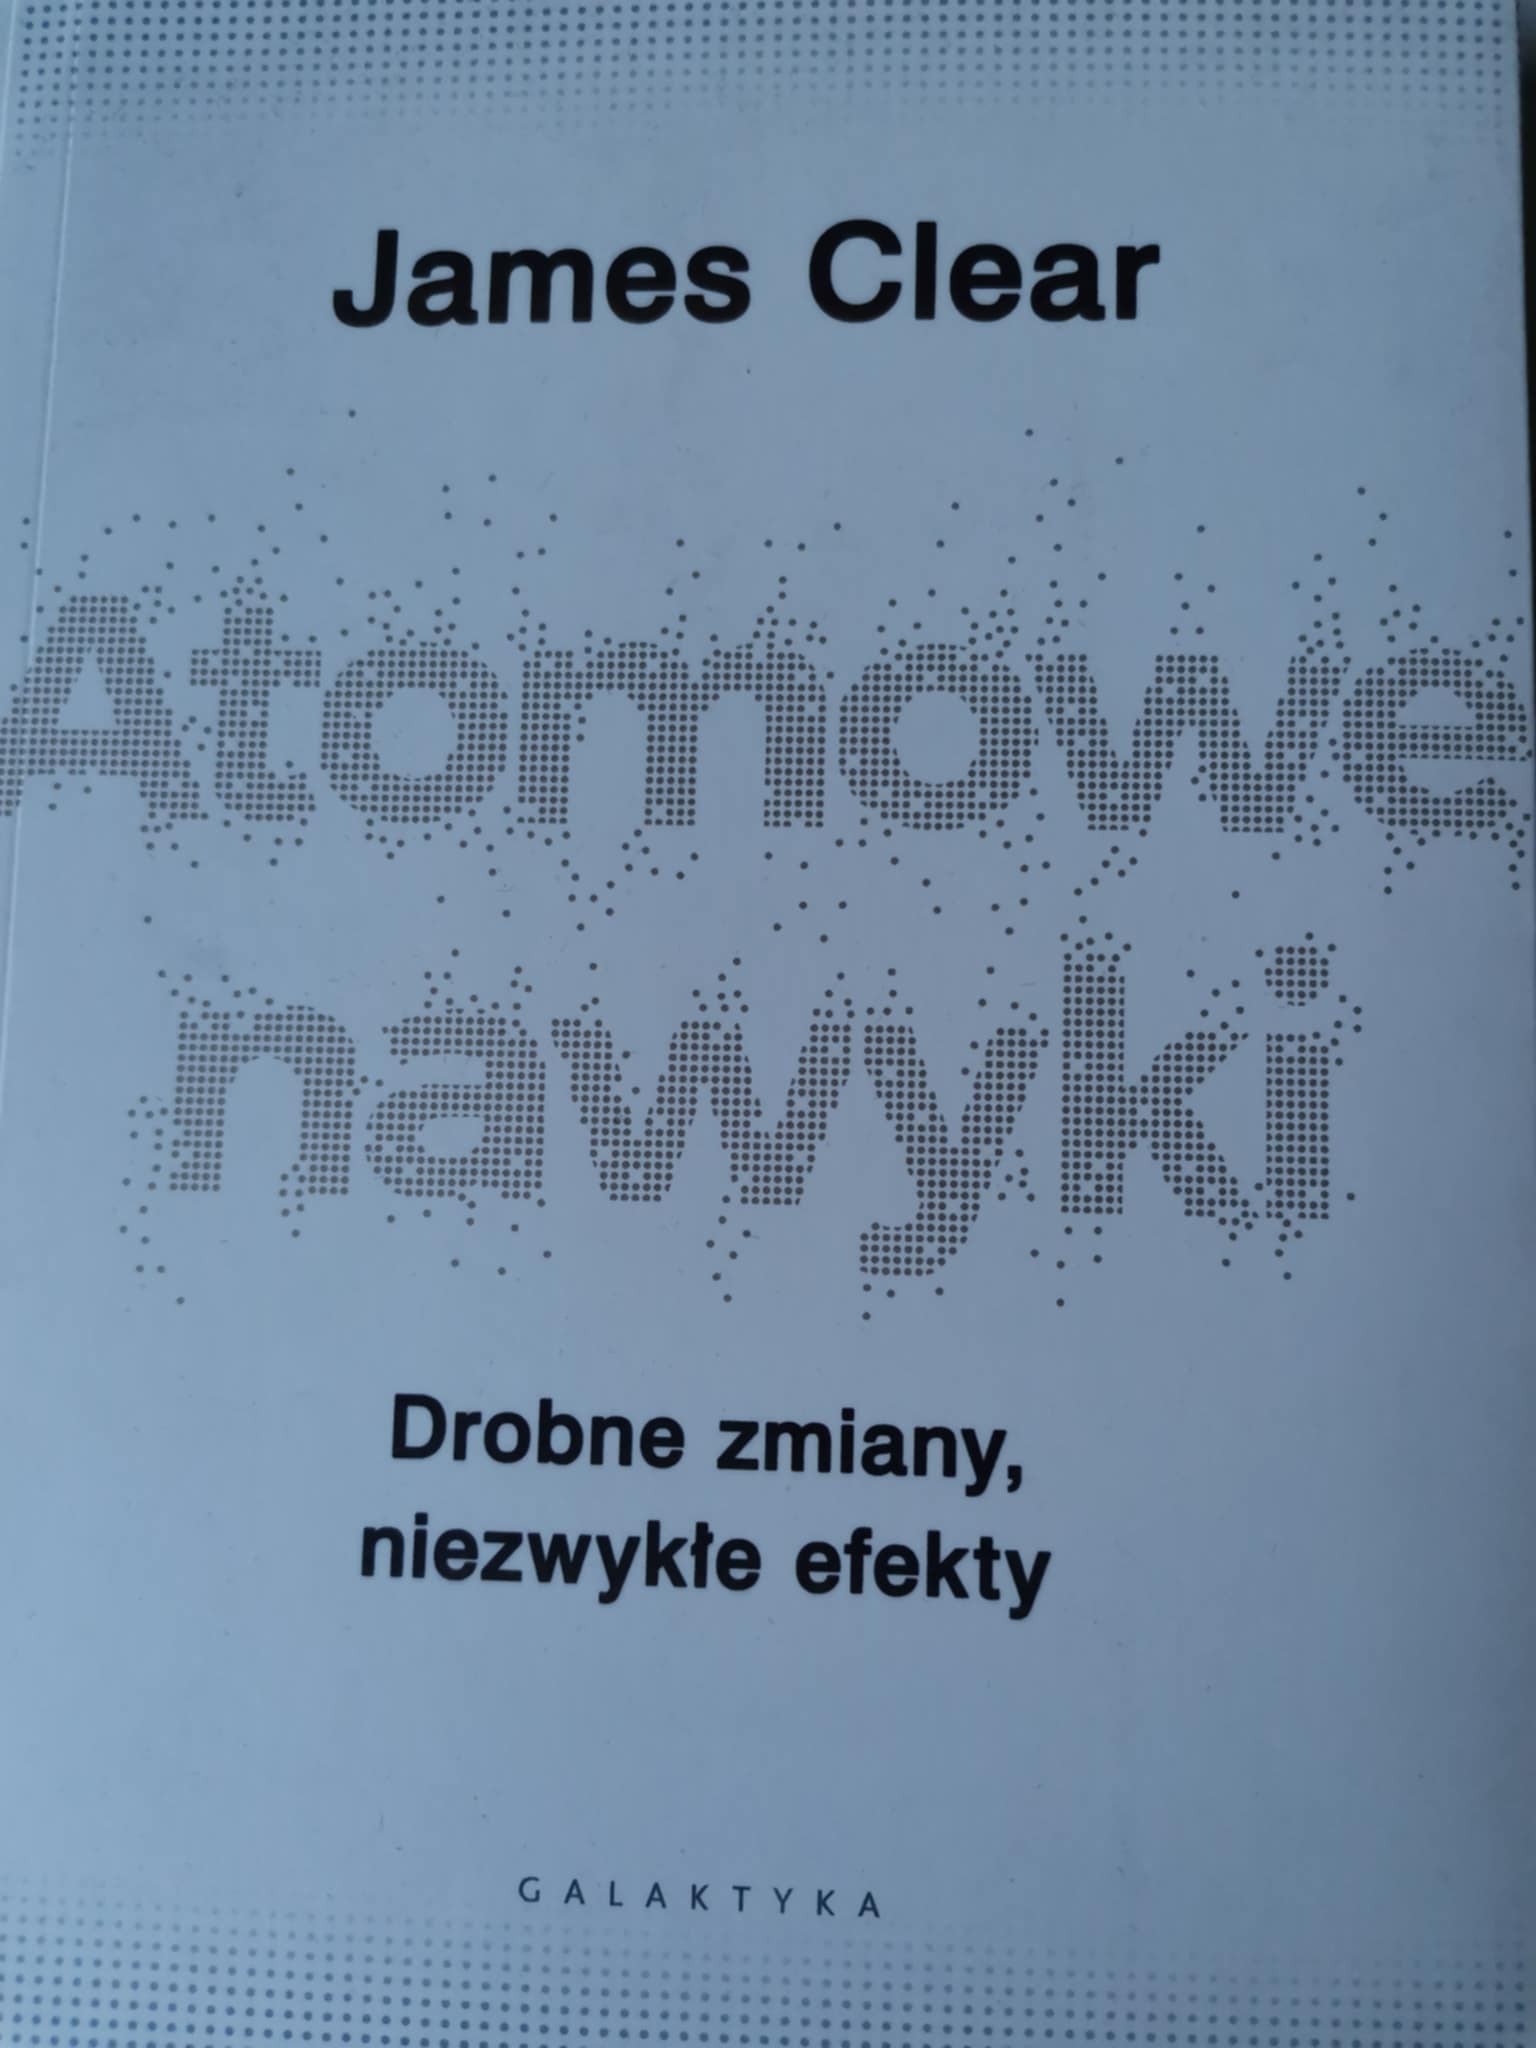 James Clear
Atomowe
nawyki
Drobne zmiany,
niezwykłe efekty
GALAKTYKA